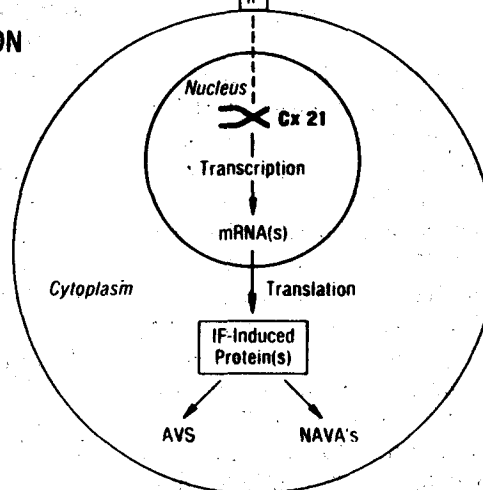 ON
Nucleus
Cx 21
Transcription
mRNA(s)
Cytoplasm
Translation
IF-Induced
Protein(s)
AVS
NAVA's